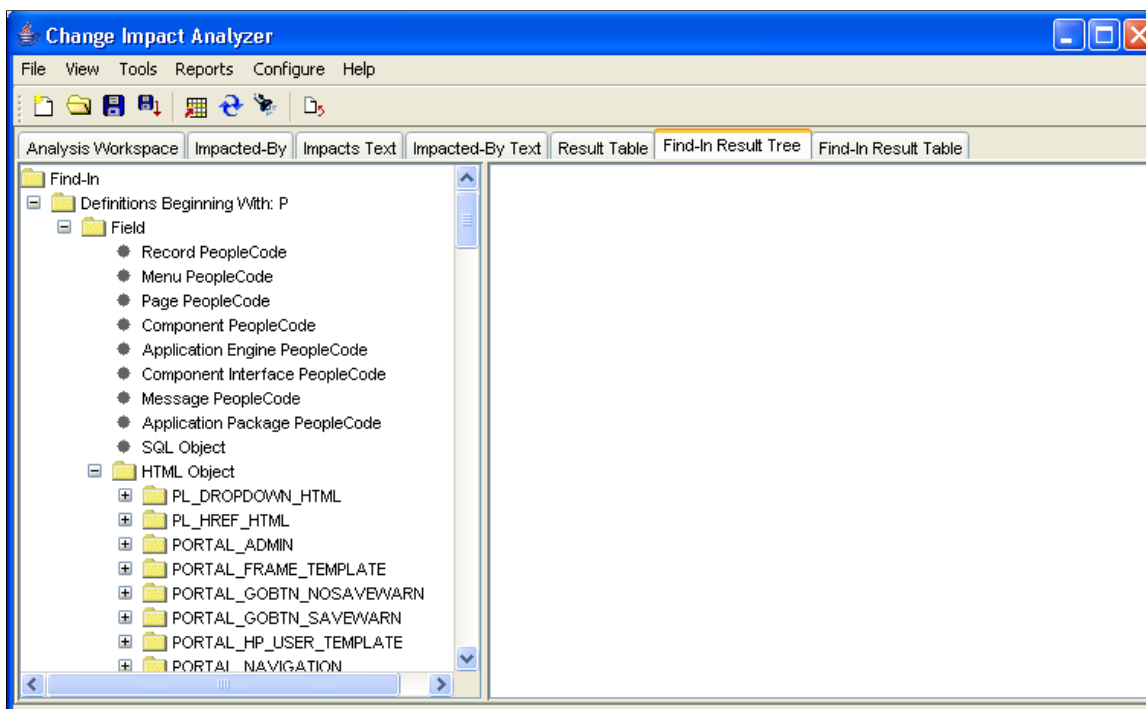 Change Impact Analyzer
File View Tools Reports Configure Help
Analysis Workspace Impacted-By Impacts Text Impacted-By Text Result Table Find-In Result Tree Find-In Result Table
Find-In
Definitions Beginning With: P
Field
Record PeopleCode
Menu PeopleCode
Page PeopleCode
Component PeopleCode
Application Engine PeopleCode
Component Interface PeopleCode
Message PeopleCode
Application Package PeopleCode
SQL Object
HTML Object
PL_DROPDOWN_HTML
PL_HREF_HTML
PORTAL_ADMIN
PORTAL_FRAME_TEMPLATE
PORTAL_GOBTN_NOSAVEWARN
PORTAL_GOBTN_SAVEWARN
PORTAL_HP_USER_TEMPLATE
PORTAL_NAVIGATION